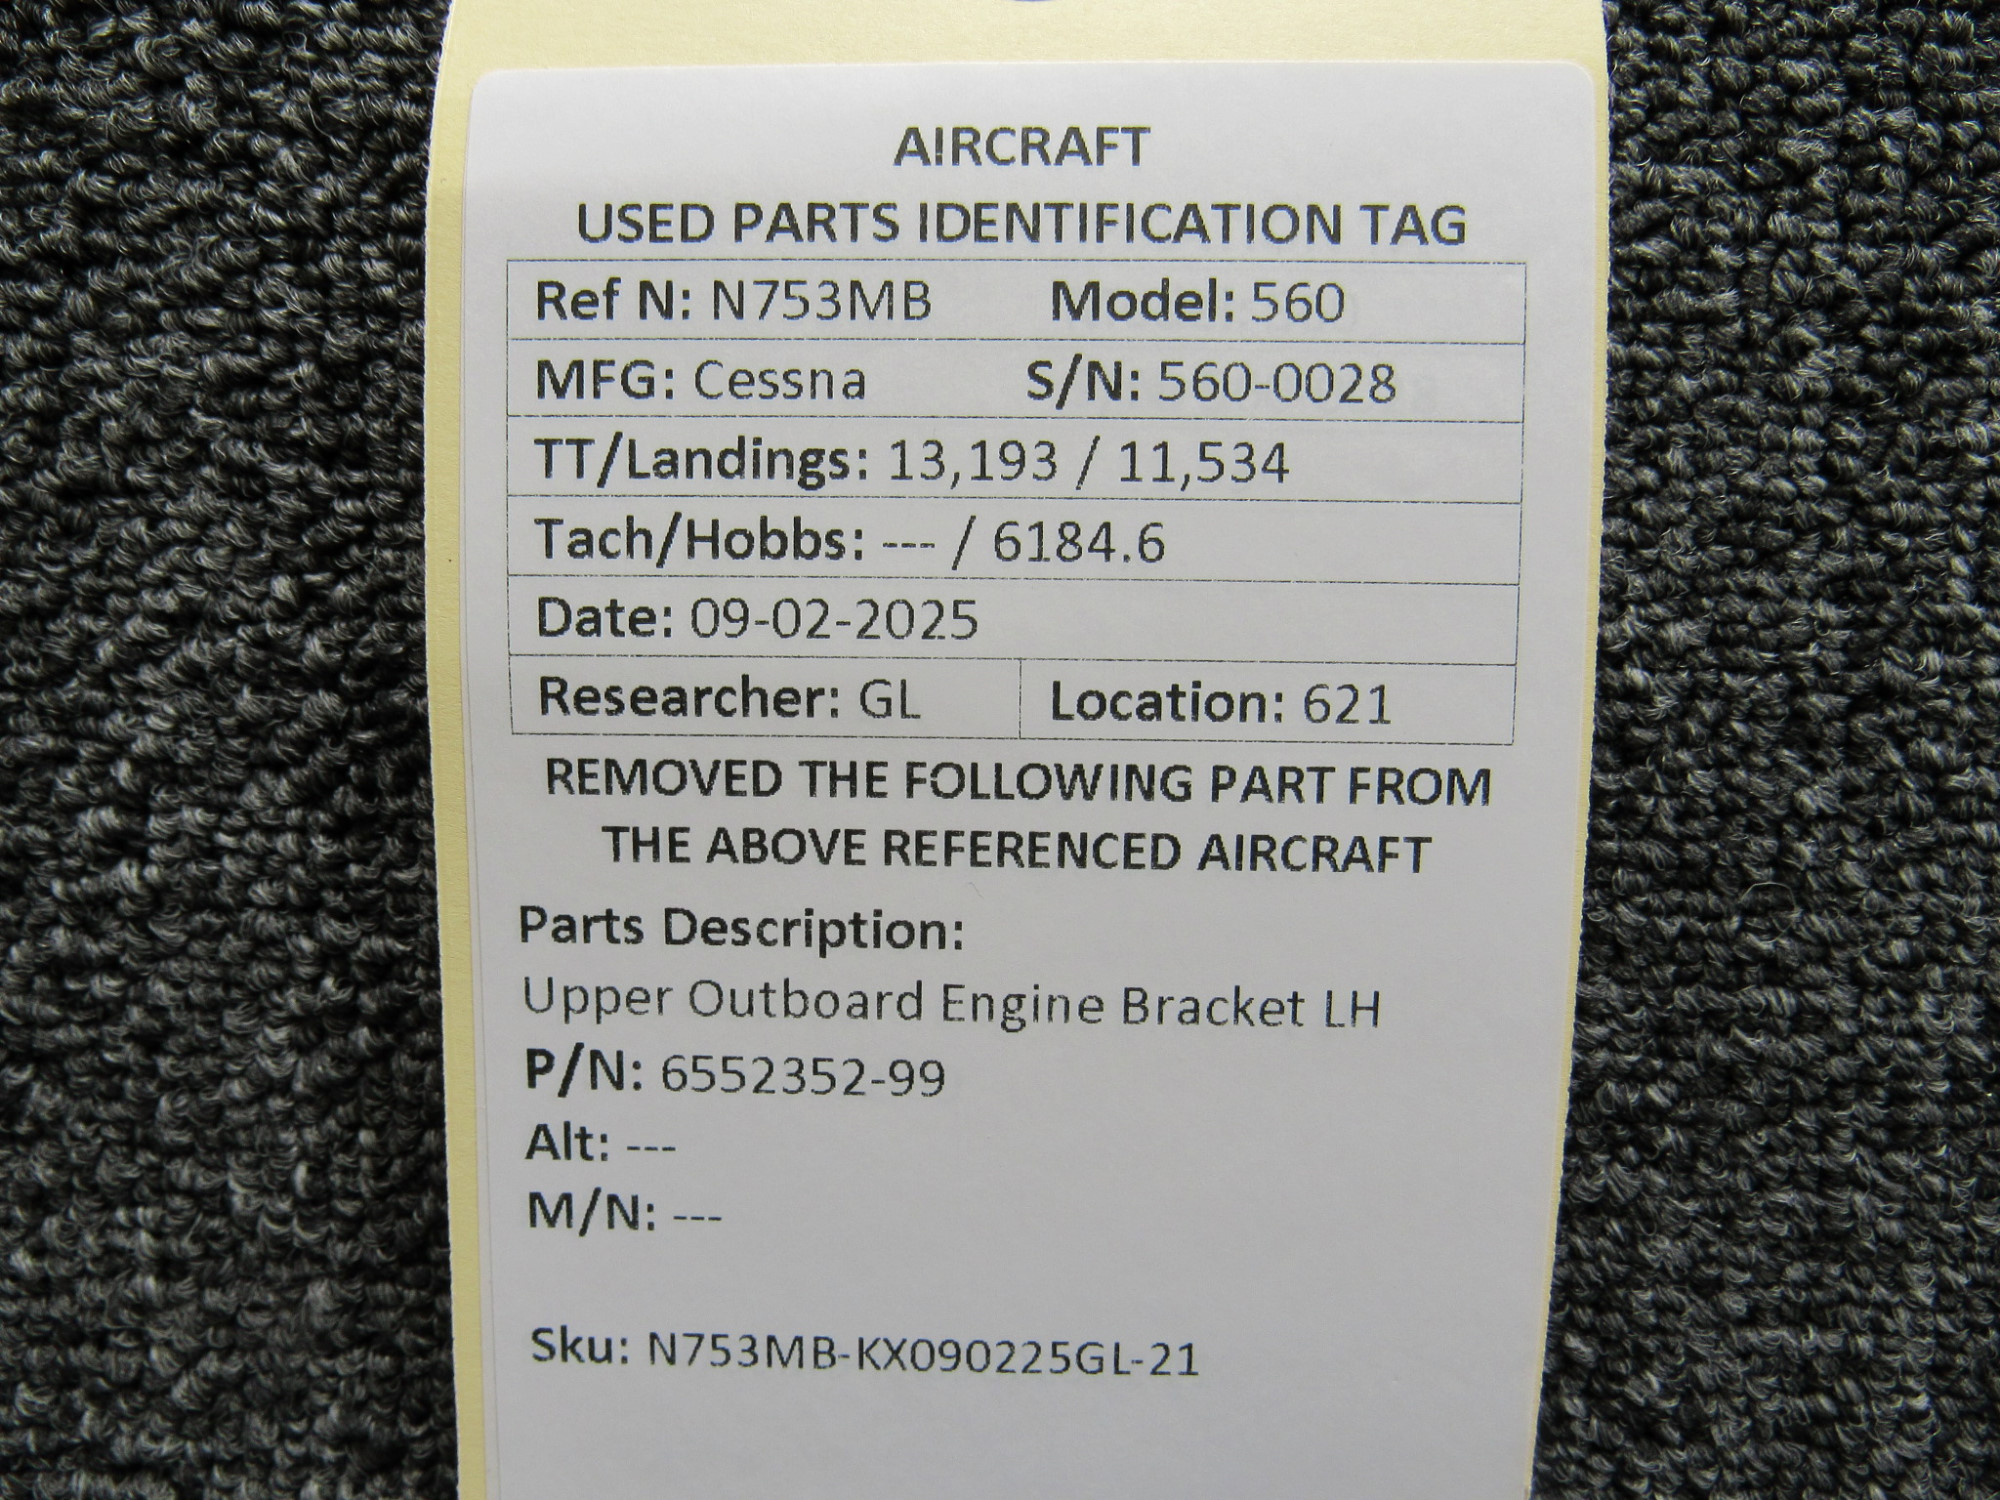 AIRCRAFT
USED PARTS IDENTIFICATION TAG
Ref N: N753MB Model: 560
MFG: Cessna S/N: 560-0028
TT/Landings: 13,193 / 11,534
Tach/Hobbs: --- / 6184.6
Date: 09-02-2025
Researcher: GL Location: 621
REMOVED THE FOLLOWING PART FROM
THE ABOVE REFERENCED AIRCRAFT
Parts Description:
Upper Outboard Engine Bracket LH
P/N: 6552352-99
Alt: ---
M/N: ---
Sku: N753MB-KX090225GL-21